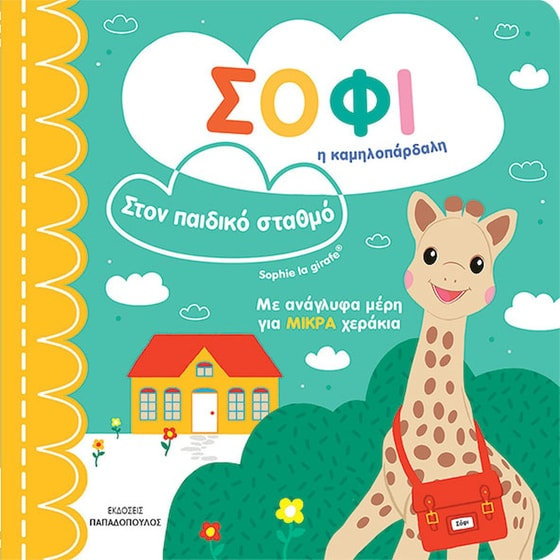 ΣΟΦΙ
η καμηλοπάρδαλη
Στον παιδικό σταθμό
Sophie la girafe®
Με ανάγλυφα μέρη
για ΜΙΚΡΑ χεράκια
ΕΚΔΟΣΕΙΣ
ΠΑΠΑΔΟΠΟΥΛΟΣ
Σόφι